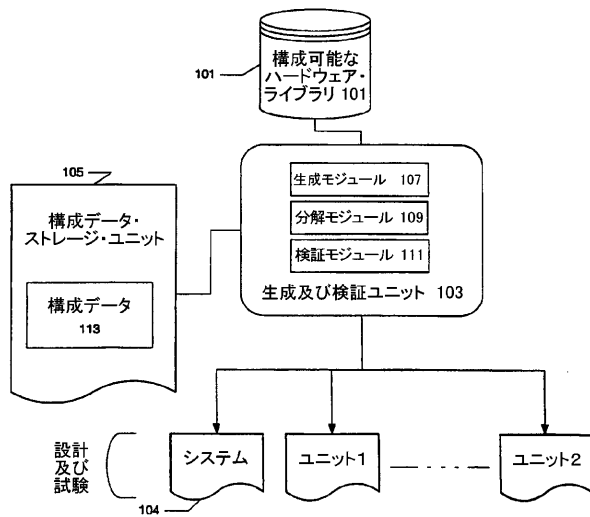 構成可能な
ハードウェア・
ライブラリ 101
101
105
構成データ・
ストレージ・ユニット
構成データ
113
生成モジュール 107
分解モジュール 109
検証モジュール 111
生成及び検証ユニット 103
設計
及び
試験
システム
ユニット1
ユニット2
104